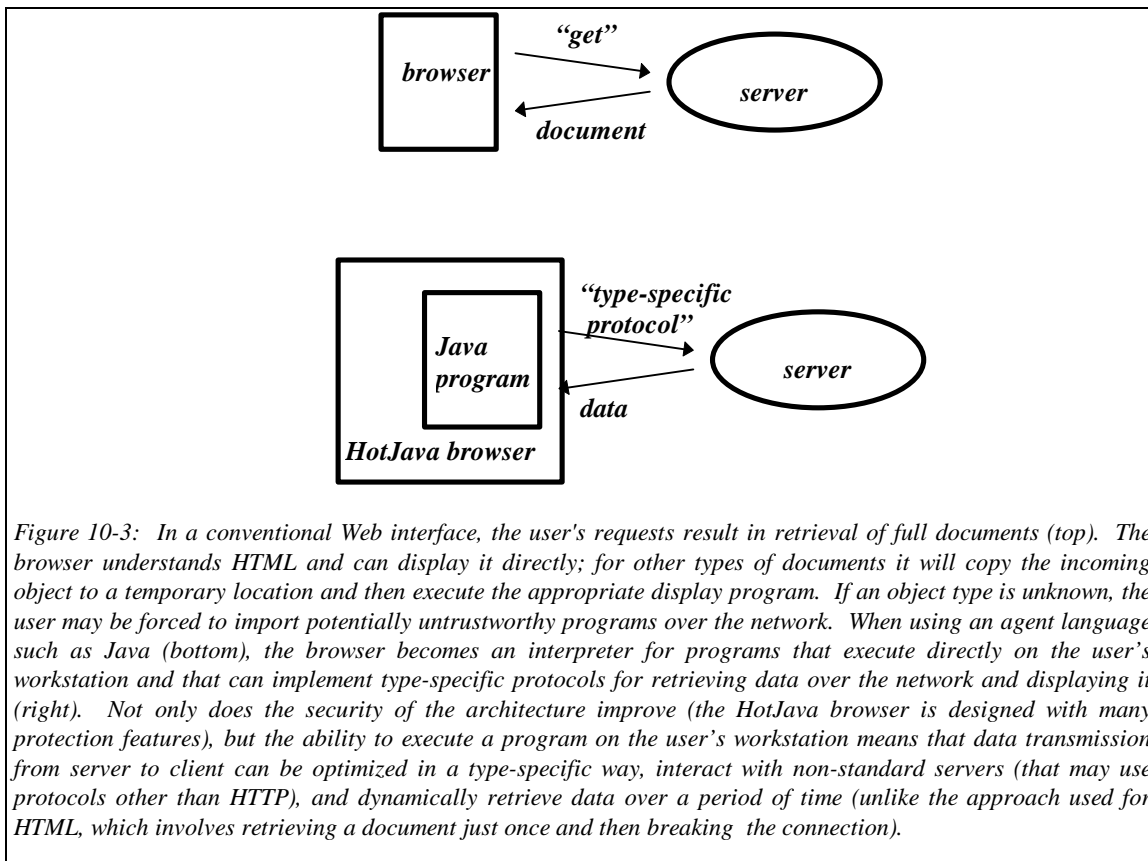 “get”
browser
server
document
“type-specific
protocol”
Java
program
server
data
HotJava browser
Figure 10-3: In a conventional Web interface, the user's requests result in retrieval of full documents (top). The
browser understands HTML and can display it directly; for other types of documents it will copy the incoming
object to a temporary location and then execute the appropriate display program. If an object type is unknown, the
user may be forced to import potentially untrustworthy programs over the network. When using an agent language
such as Java (bottom), the browser becomes an interpreter for programs that execute directly on the user’s
workstation and that can implement type-specific protocols for retrieving data over the network and displaying it
(right). Not only does the security of the architecture improve (the HotJava browser is designed with many
protection features), but the ability to execute a program on the user’s workstation means that data transmission
from server to client can be optimized in a type-specific way, interact with non-standard servers (that may use
protocols other than HTTP), and dynamically retrieve data over a period of time (unlike the approach used for
HTML, which involves retrieving a document just once and then breaking the connection).